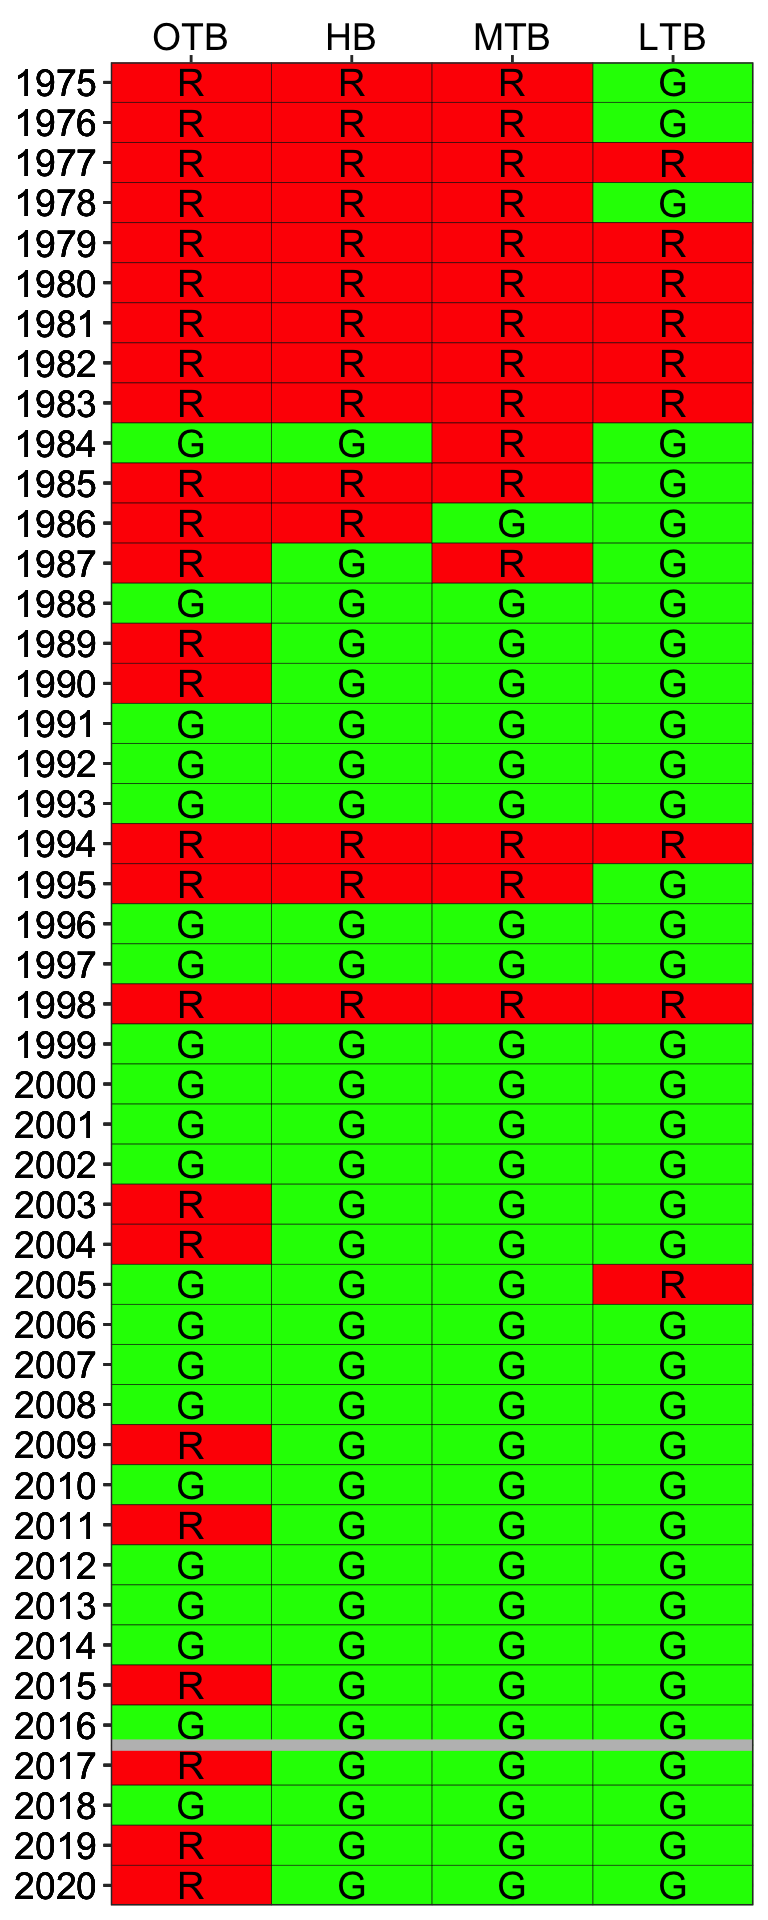 OTB HB MTB LTB
1975 R R R G
1976 R R R G
1977 R R R R
1978 R R R G
1979 R R R R
1980 R R R R
1981 R R R R
1982 R R R R
1983 R R R R
1984 G G R G
1985 R R R G
1986 R R G G
1987 R G R G
1988 G G G G
1989 R G G G
1990 R G G G
1991 G G G G
1992 G G G G
1993 G G G G
1994 R R R R
1995 R R R G
1996 G G G G
1997 G G G G
1998 R R R R
1999 G G G G
2000 G G G G
2001 G G G G
2002 G G G G
2003 R G G G
2004 R G G G
2005 G G G R
2006 G G G G
2007 G G G G
2008 G G G G
2009 R G G G
2010 G G G G
2011 R G G G
2012 G G G G
2013 G G G G
2014 G G G G
2015 R G G G
2016 G G G G
2017 R G G G
2018 G G G G
2019 R G G G
2020 R G G G